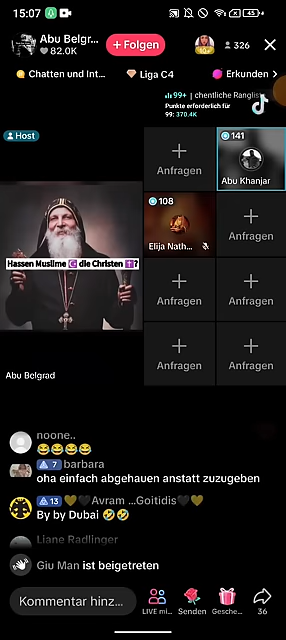 15:07
45
Abu Belgr...
82.0K
+ Folgen
40+
326
Chatten und Int...
Liga C4
Erkunden
99+ | chentliche Ranglis
Punkte erforderlich für
99: 370.4K
Host
Anfragen
141
Abu Khanjar
108
Elija Nath...
Anfragen
Hassen Muslime ☪️ die Christen ✝️?
Anfragen
Anfragen
Anfragen
Anfragen
Abu Belgrad
noone..
😂😂😂😂
7 barbara
oha einfach abgehauen anstatt zuzugeben
13 💛🖤Avram ...Goitidis🖤💛
By by Dubai 🤣🤣
Liane Radlinger
Giu Man ist beigetreten
Kommentar hinz...
LIVE mi...
Senden
Gesche...
36